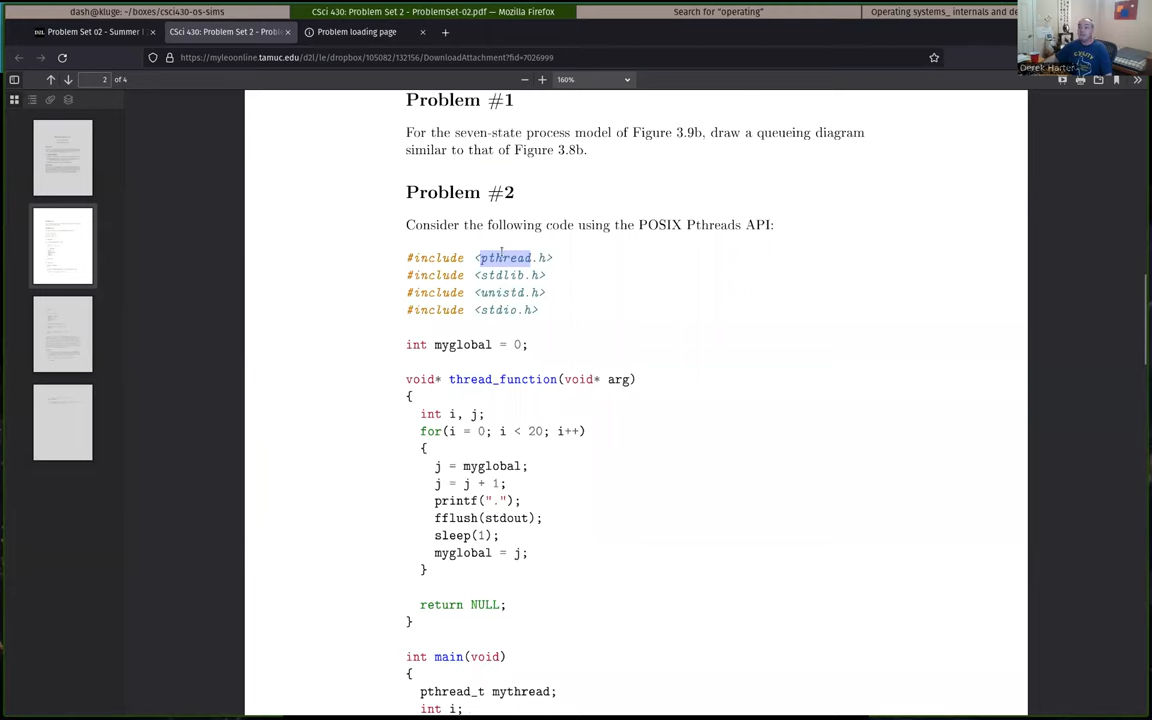 dash@kluge: ~/boxes/csci430-os-sims
CSci 430: Problem Set 2 - ProblemSet-02.pdf — Mozilla Firefox
Search for "operating"
Operating systems_ internals and de
Problem Set 02 - Summer
CSci 430: Problem Set 2 - Probl
Problem loading page
https://myleoonline.tamuc.edu/d2l/le/dropbox/105082/132156/DownloadAttachment?fid=7026999
2 of 4
160%
Derek Harter
Problem #1
For the seven-state process model of Figure 3.9b, draw a queueing diagram
similar to that of Figure 3.8b.
Problem #2
Consider the following code using the POSIX Pthreads API:
#include <pthread.h>
#include <stdlib.h>
#include <unistd.h>
#include <stdio.h>
int myglobal = 0;
void* thread_function(void* arg)
{
int i, j;
for(i = 0; i < 20; i++)
{
j = myglobal;
j = j + 1;
printf(".");
fflush(stdout);
sleep(1);
myglobal = j;
}
return NULL;
}
int main(void)
{
pthread_t mythread;
int i;